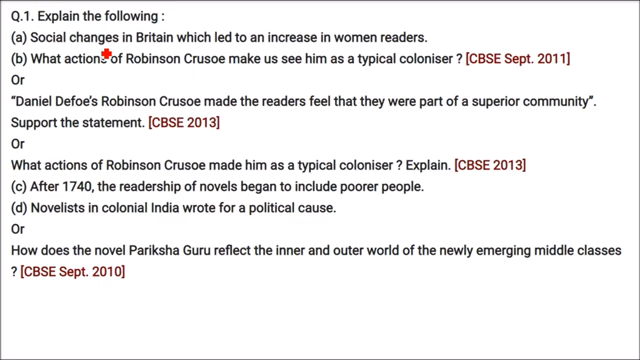 Q.1. Explain the following :
(a) Social changes in Britain which led to an increase in women readers.
(b) What actions of Robinson Crusoe make us see him as a typical coloniser ? [CBSE Sept. 2011]
Or
“Daniel Defoe’s Robinson Crusoe made the readers feel that they were part of a superior community”.
Support the statement. [CBSE 2013]
Or
What actions of Robinson Crusoe made him as a typical coloniser ? Explain. [CBSE 2013]
(c) After 1740, the readership of novels began to include poorer people.
(d) Novelists in colonial India wrote for a political cause.
Or
How does the novel Pariksha Guru reflect the inner and outer world of the newly emerging middle classes
? [CBSE Sept. 2010]